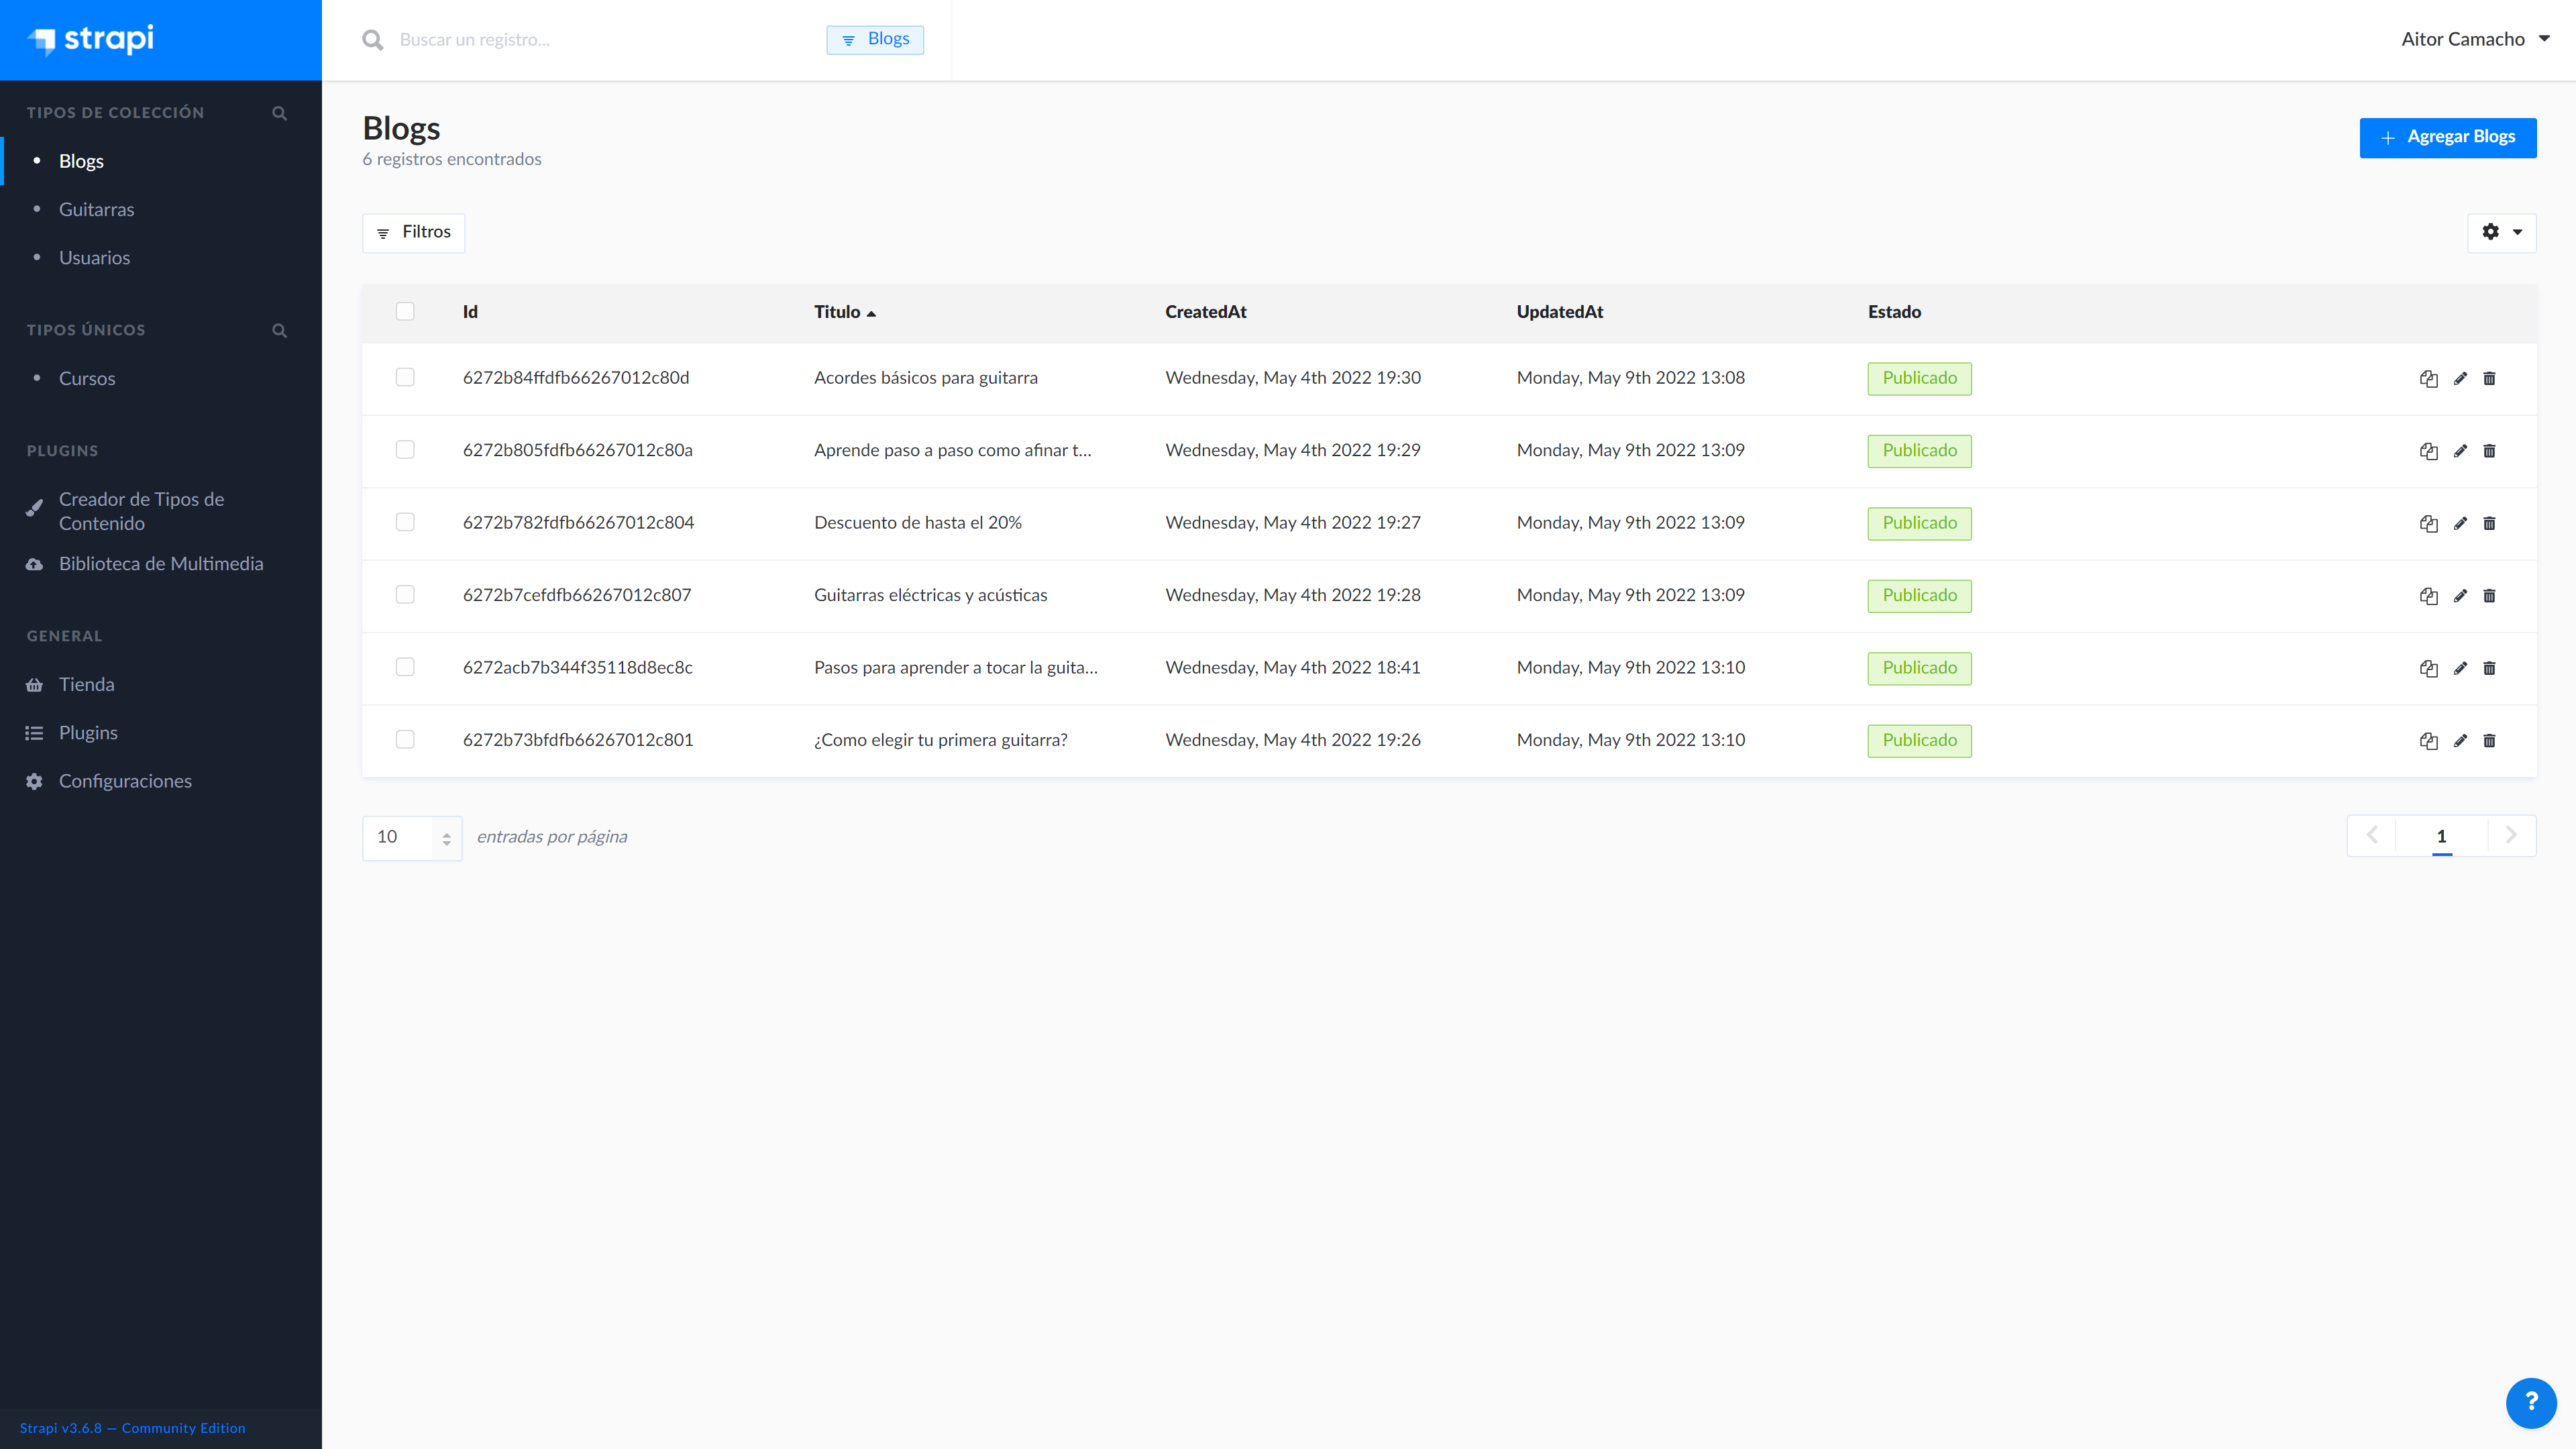 strapi
Buscar un registro...
Blogs
Aitor Camacho
TIPOS DE COLECCIÓN
Blogs
Guitarras
Usuarios
TIPOS ÚNICOS
Cursos
PLUGINS
Creador de Tipos de
Contenido
Biblioteca de Multimedia
GENERAL
Tienda
Plugins
Configuraciones
Strapi v3.6.8 — Community Edition
Blogs
6 registros encontrados
Agregar Blogs
Filtros
Id Titulo CreatedAt UpdatedAt Estado
6272b84ffdfb66267012c80d Acordes básicos para guitarra Wednesday, May 4th 2022 19:30 Monday, May 9th 2022 13:08 Publicado
6272b805fdfb66267012c80a Aprende paso a paso como afinar t... Wednesday, May 4th 2022 19:29 Monday, May 9th 2022 13:09 Publicado
6272b782fdfb66267012c804 Descuento de hasta el 20% Wednesday, May 4th 2022 19:27 Monday, May 9th 2022 13:09 Publicado
6272b7cefdfb66267012c807 Guitarras eléctricas y acústicas Wednesday, May 4th 2022 19:28 Monday, May 9th 2022 13:09 Publicado
6272acb7b344f35118d8ec8c Pasos para aprender a tocar la guita... Wednesday, May 4th 2022 18:41 Monday, May 9th 2022 13:10 Publicado
6272b73bfdfb66267012c801 ¿Como elegir tu primera guitarra? Wednesday, May 4th 2022 19:26 Monday, May 9th 2022 13:10 Publicado
10 entradas por página
1
?